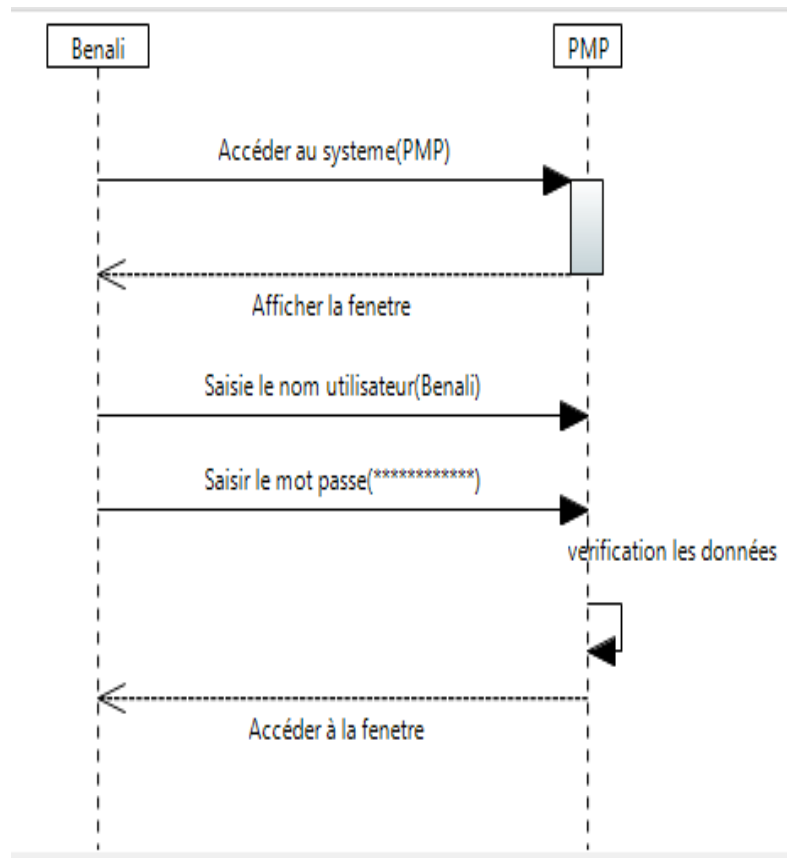 Benali
PMP
Accéder au systeme(PMP)
Afficher la fenetre
Saisie le nom utilisateur(Benali)
Saisir le mot passe(************)
verification les données
Accéder à la fenetre